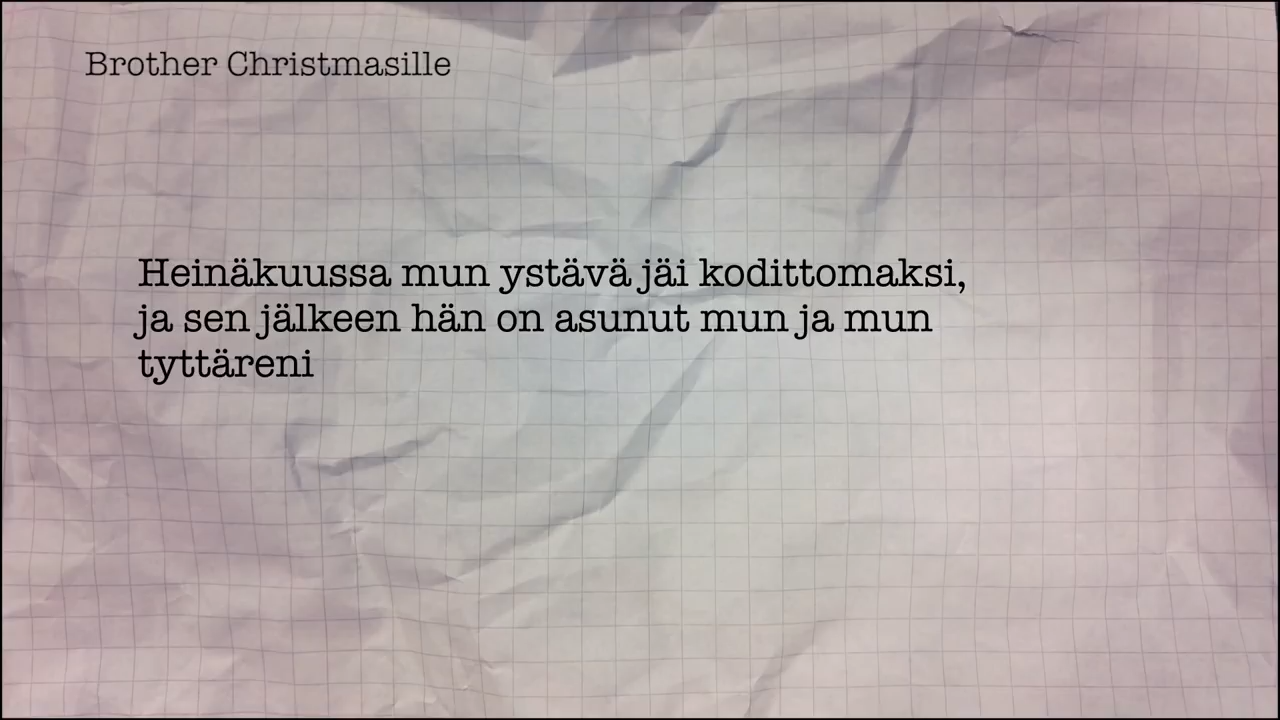 Brother Christmasille
Heinäkuussa mun ystävä jäi kodittomaksi,
ja sen jälkeen hän on asunut mun ja mun
tyttäreni